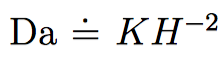 Da ≐ KH⁻²